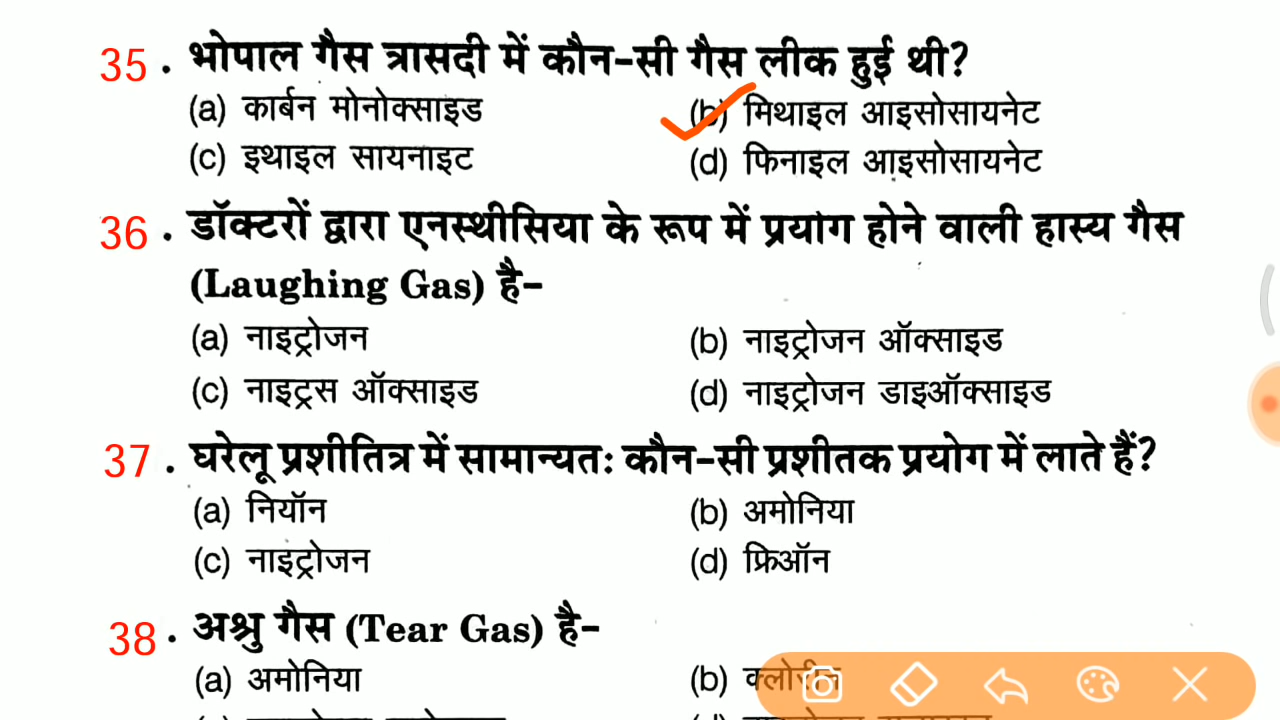 35 . भोपाल गैस त्रासदी में कौन-सी गैस लीक हुई थी?
(a) कार्बन मोनोक्साइड (b) मिथाइल आइसोसायनेट
(c) इथाइल सायनाइट (d) फिनाइल आइसोसायनेट
36 . डॉक्टरों द्वारा एनस्थीसिया के रूप में प्रयोग होने वाली हास्य गैस
(Laughing Gas) है-
(a) नाइट्रोजन (b) नाइट्रोजन ऑक्साइड
(c) नाइट्रस ऑक्साइड (d) नाइट्रोजन डाइऑक्साइड
37 . घरेलू प्रशीतित्र में सामान्यतः कौन-सी प्रशीतक प्रयोग में लाते हैं?
(a) नियॉन (b) अमोनिया
(c) नाइट्रोजन (d) फ्रिऑन
38 . अश्रु गैस (Tear Gas) है-
(a) अमोनिया (b) क्लोरीन